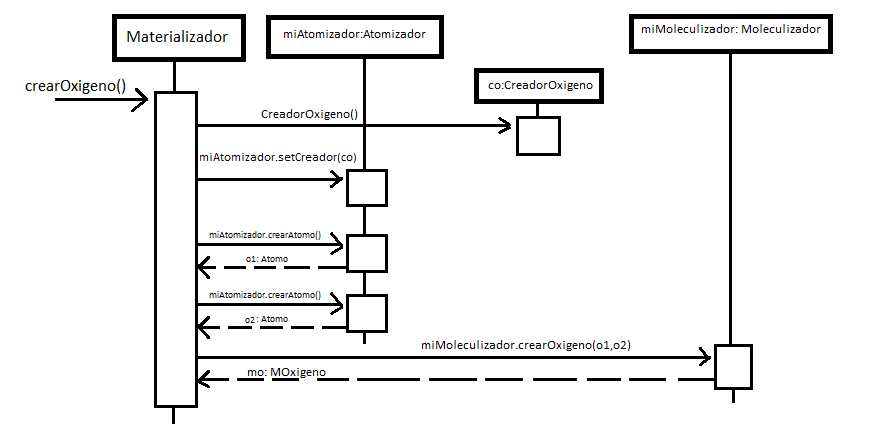 Materializador
miAtomizador:Atomizador
miMoleculizador: Moleculizador
crearOxigeno()
co:CreadorOxigeno
CreadorOxigeno()
miAtomizador.setCreador(co)
miAtomizador.crearAtomo()
o1: Atomo
miAtomizador.crearAtomo()
o2: Atomo
miMoleculizador.crearOxigeno(o1,o2)
mo: MOxigeno